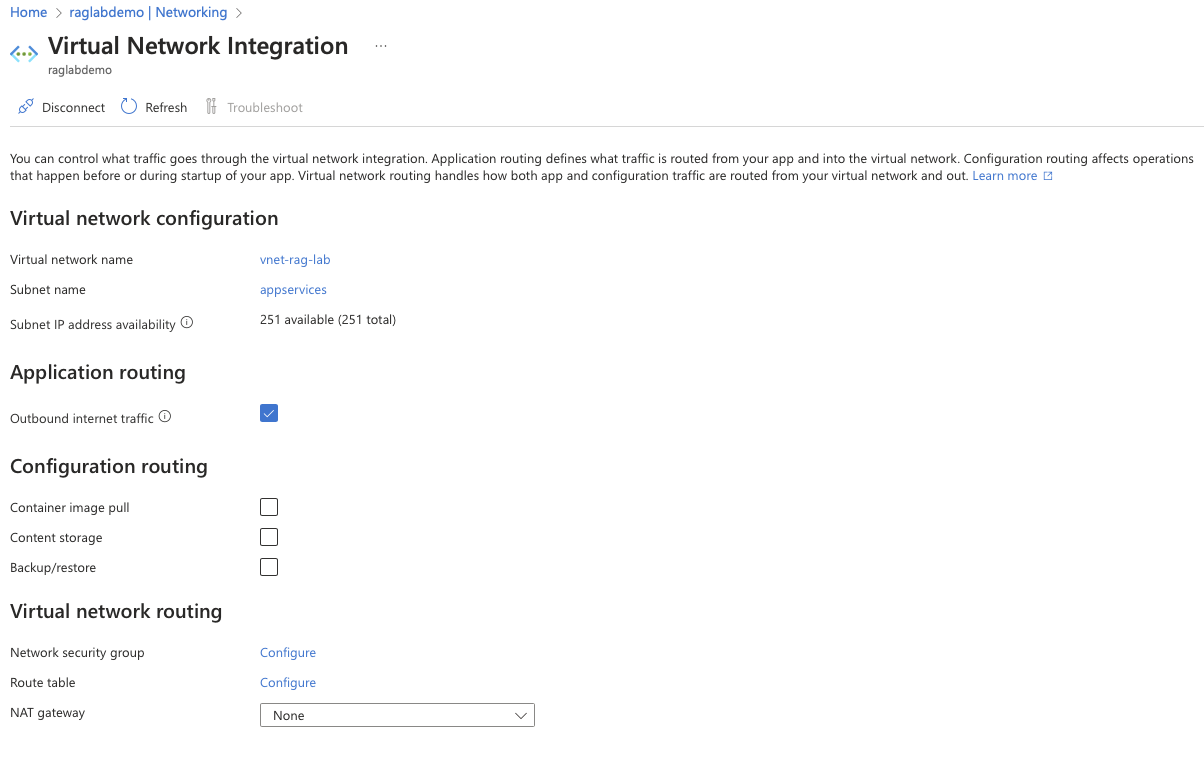 Home > raglabdemo | Networking >
Virtual Network Integration ...
raglabdemo
Disconnect Refresh Troubleshoot
You can control what traffic goes through the virtual network integration. Application routing defines what traffic is routed from your app and into the virtual network. Configuration routing affects operations
that happen before or during startup of your app. Virtual network routing handles how both app and configuration traffic are routed from your virtual network and out. Learn more
Virtual network configuration
Virtual network name vnet-rag-lab
Subnet name appservices
Subnet IP address availability 251 available (251 total)
Application routing
Outbound internet traffic
Configuration routing
Container image pull
Content storage
Backup/restore
Virtual network routing
Network security group Configure
Route table Configure
NAT gateway None